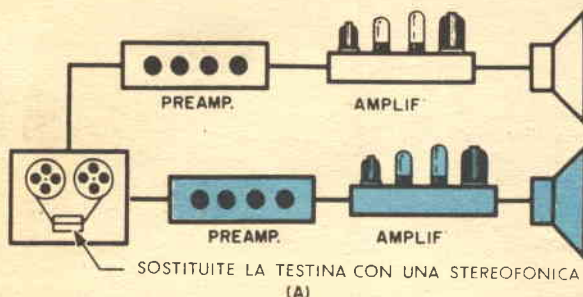 PREAMP. AMPLIF
PREAMP. AMPLIF
SOSTITUITE LA TESTINA CON UNA STEREOFONICA
(A)